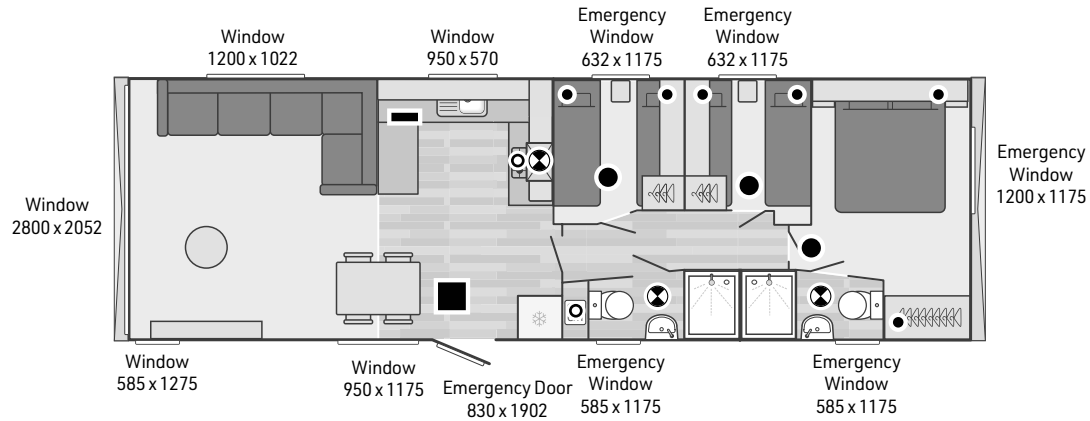 Window
1200 x 1022
Window
950 x 570
Emergency
Window
632 x 1175
Emergency
Window
632 x 1175
Window
2800 x 2052
Emergency
Window
1200 x 1175
Window
585 x 1275
Window
950 x 1175
Emergency Door
830 x 1902
Emergency
Window
585 x 1175
Emergency
Window
585 x 1175